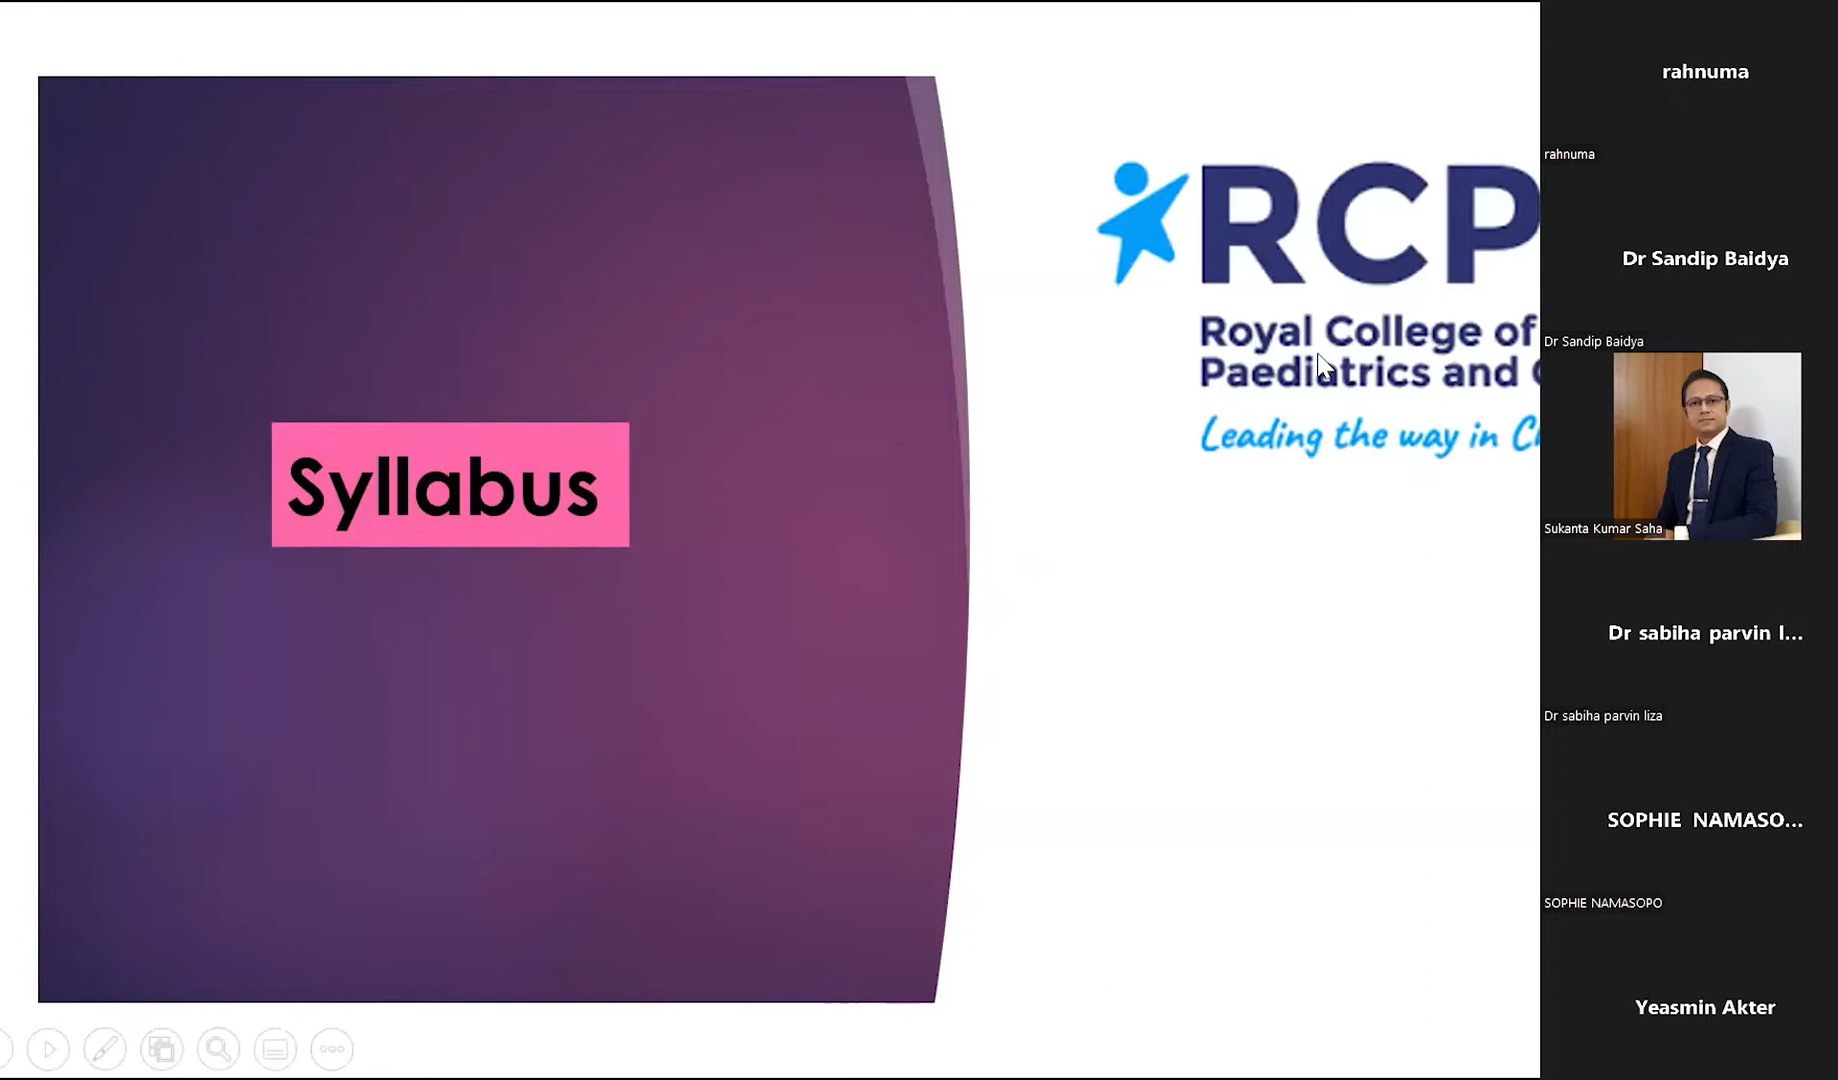 Syllabus
RCP
Royal College of
Paediatrics and
Leading the way in
rahnuma
rahnuma
Dr Sandip Baidya
Dr Sandip Baidya
Sukanta Kumar Saha
Dr sabiha parvin l...
Dr sabiha parvin liza
SOPHIE NAMASO...
SOPHIE NAMASOPO
Yeasmin Akter